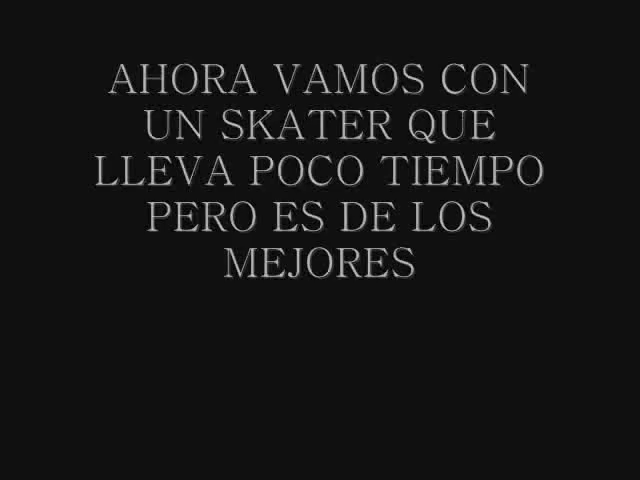 AHORA VAMOS CON
UN SKATER QUE
LLEVA POCO TIEMPO
PERO ES DE LOS
MEJORES